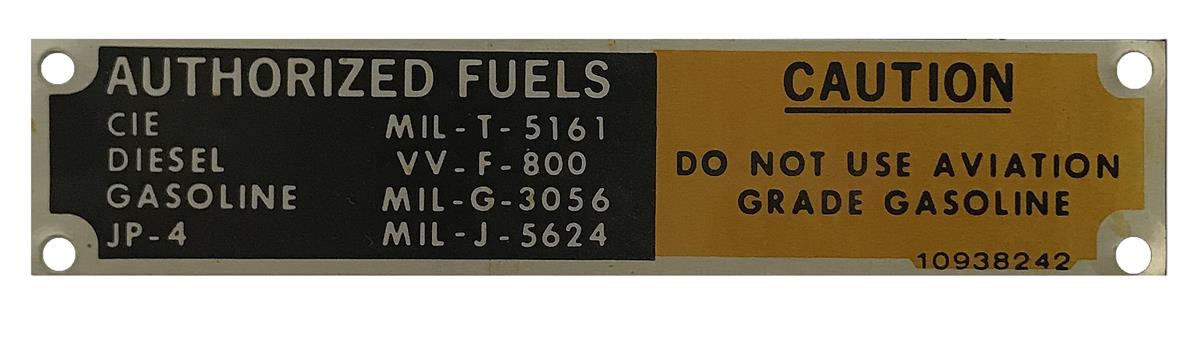 AUTHORIZED FUELS
CIE MIL-T-5161
DIESEL VV-F-800
GASOLINE MIL-G-3056
JP-4 MIL-J-5624
CAUTION
DO NOT USE AVIATION
GRADE GASOLINE
10938242